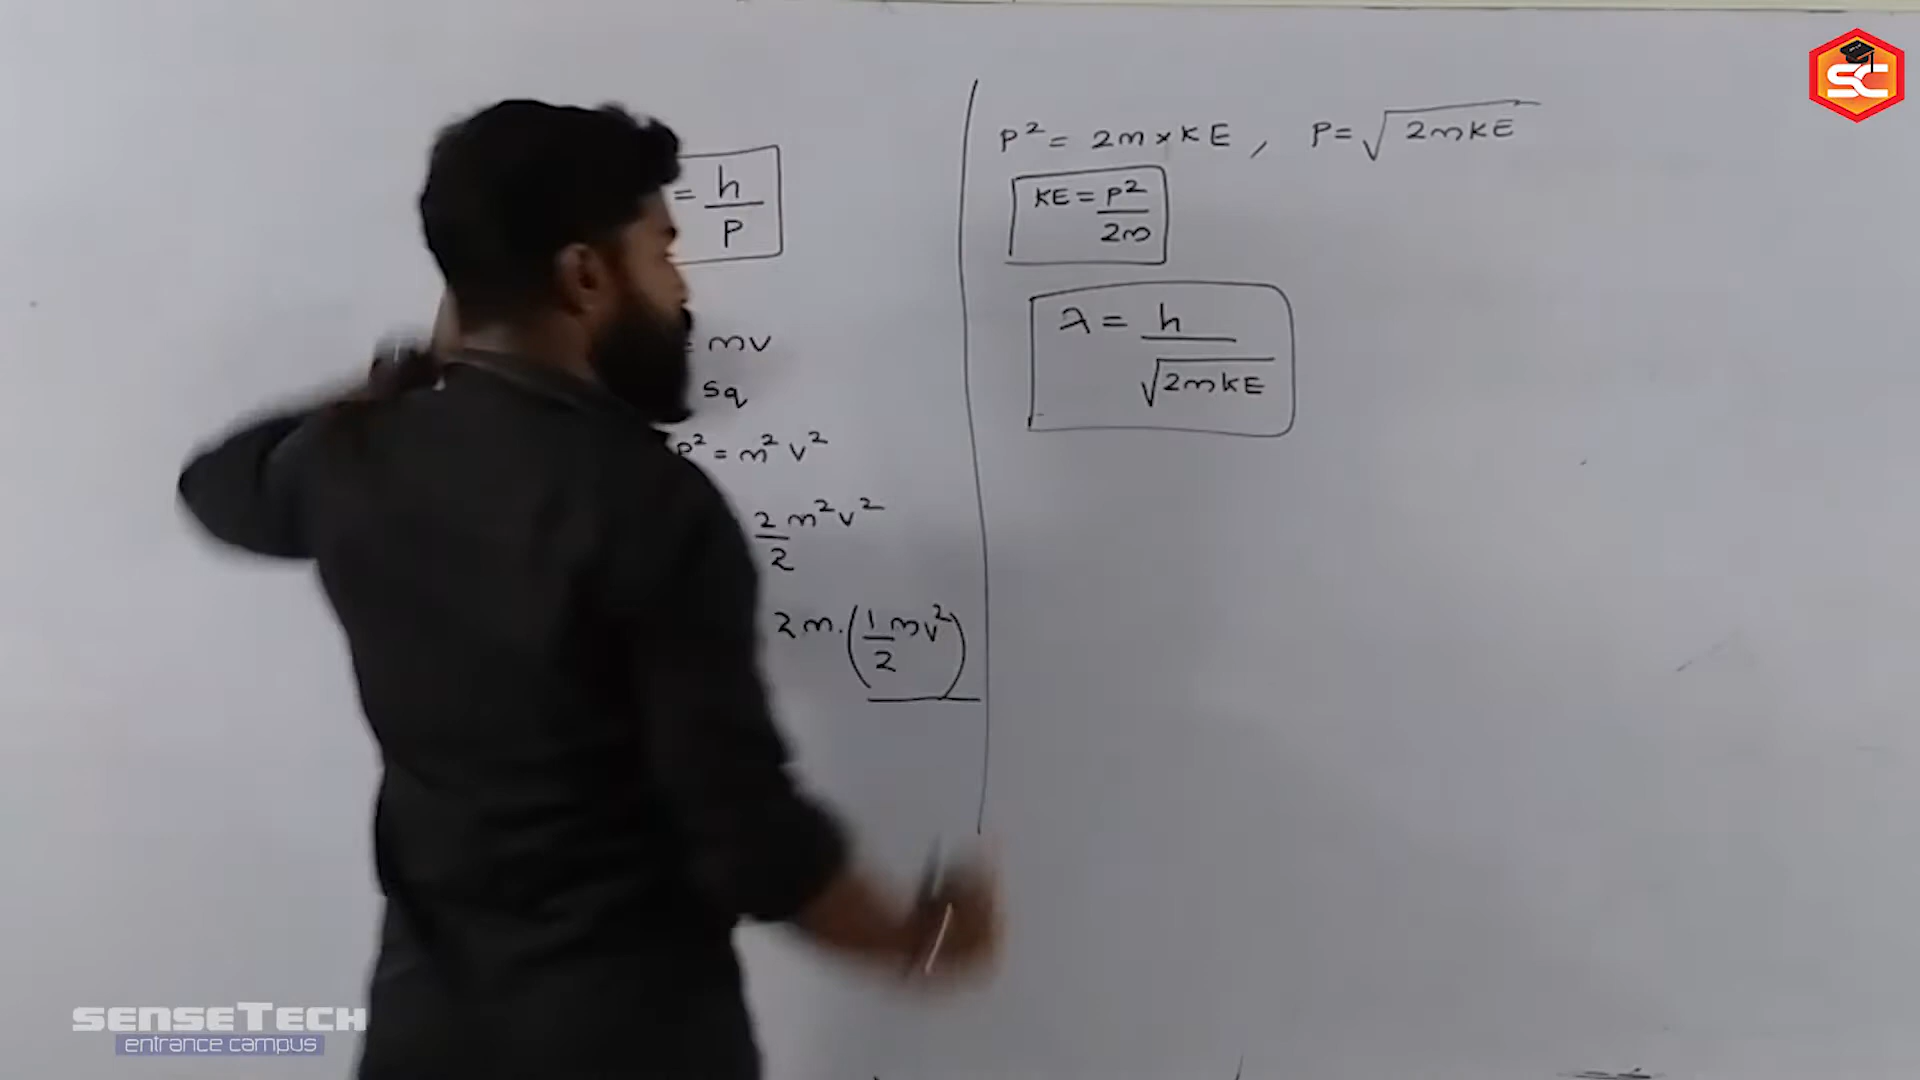 = h/P
= mv
sq
P² = m² v²
2/2 m² v²
2m.(1/2 mv²)
P² = 2m × KE, P = √2mKE
KE = P²/2m
λ = h/√2mKE
SC
SENSETECH
entrance campus